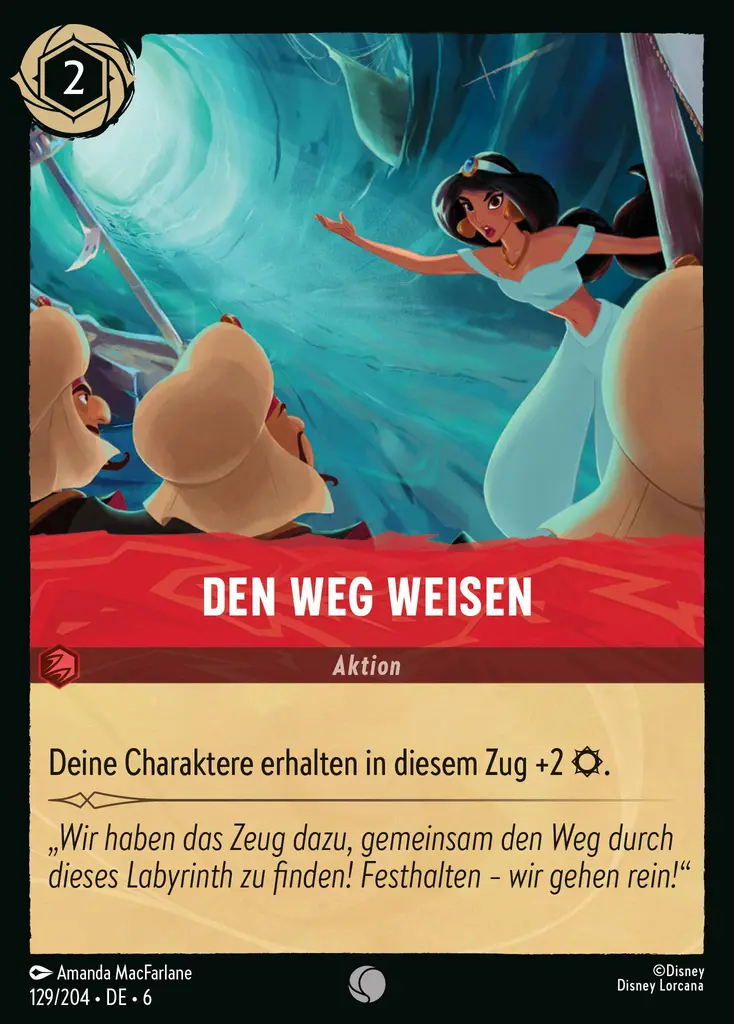 2
DEN WEG WEISEN
Aktion
Deine Charaktere erhalten in diesem Zug +2 .
„Wir haben das Zeug dazu, gemeinsam den Weg durch
dieses Labyrinth zu finden! Festhalten – wir gehen rein!“
Amanda MacFarlane
129/204 • DE • 6
©Disney
Disney Lorcana